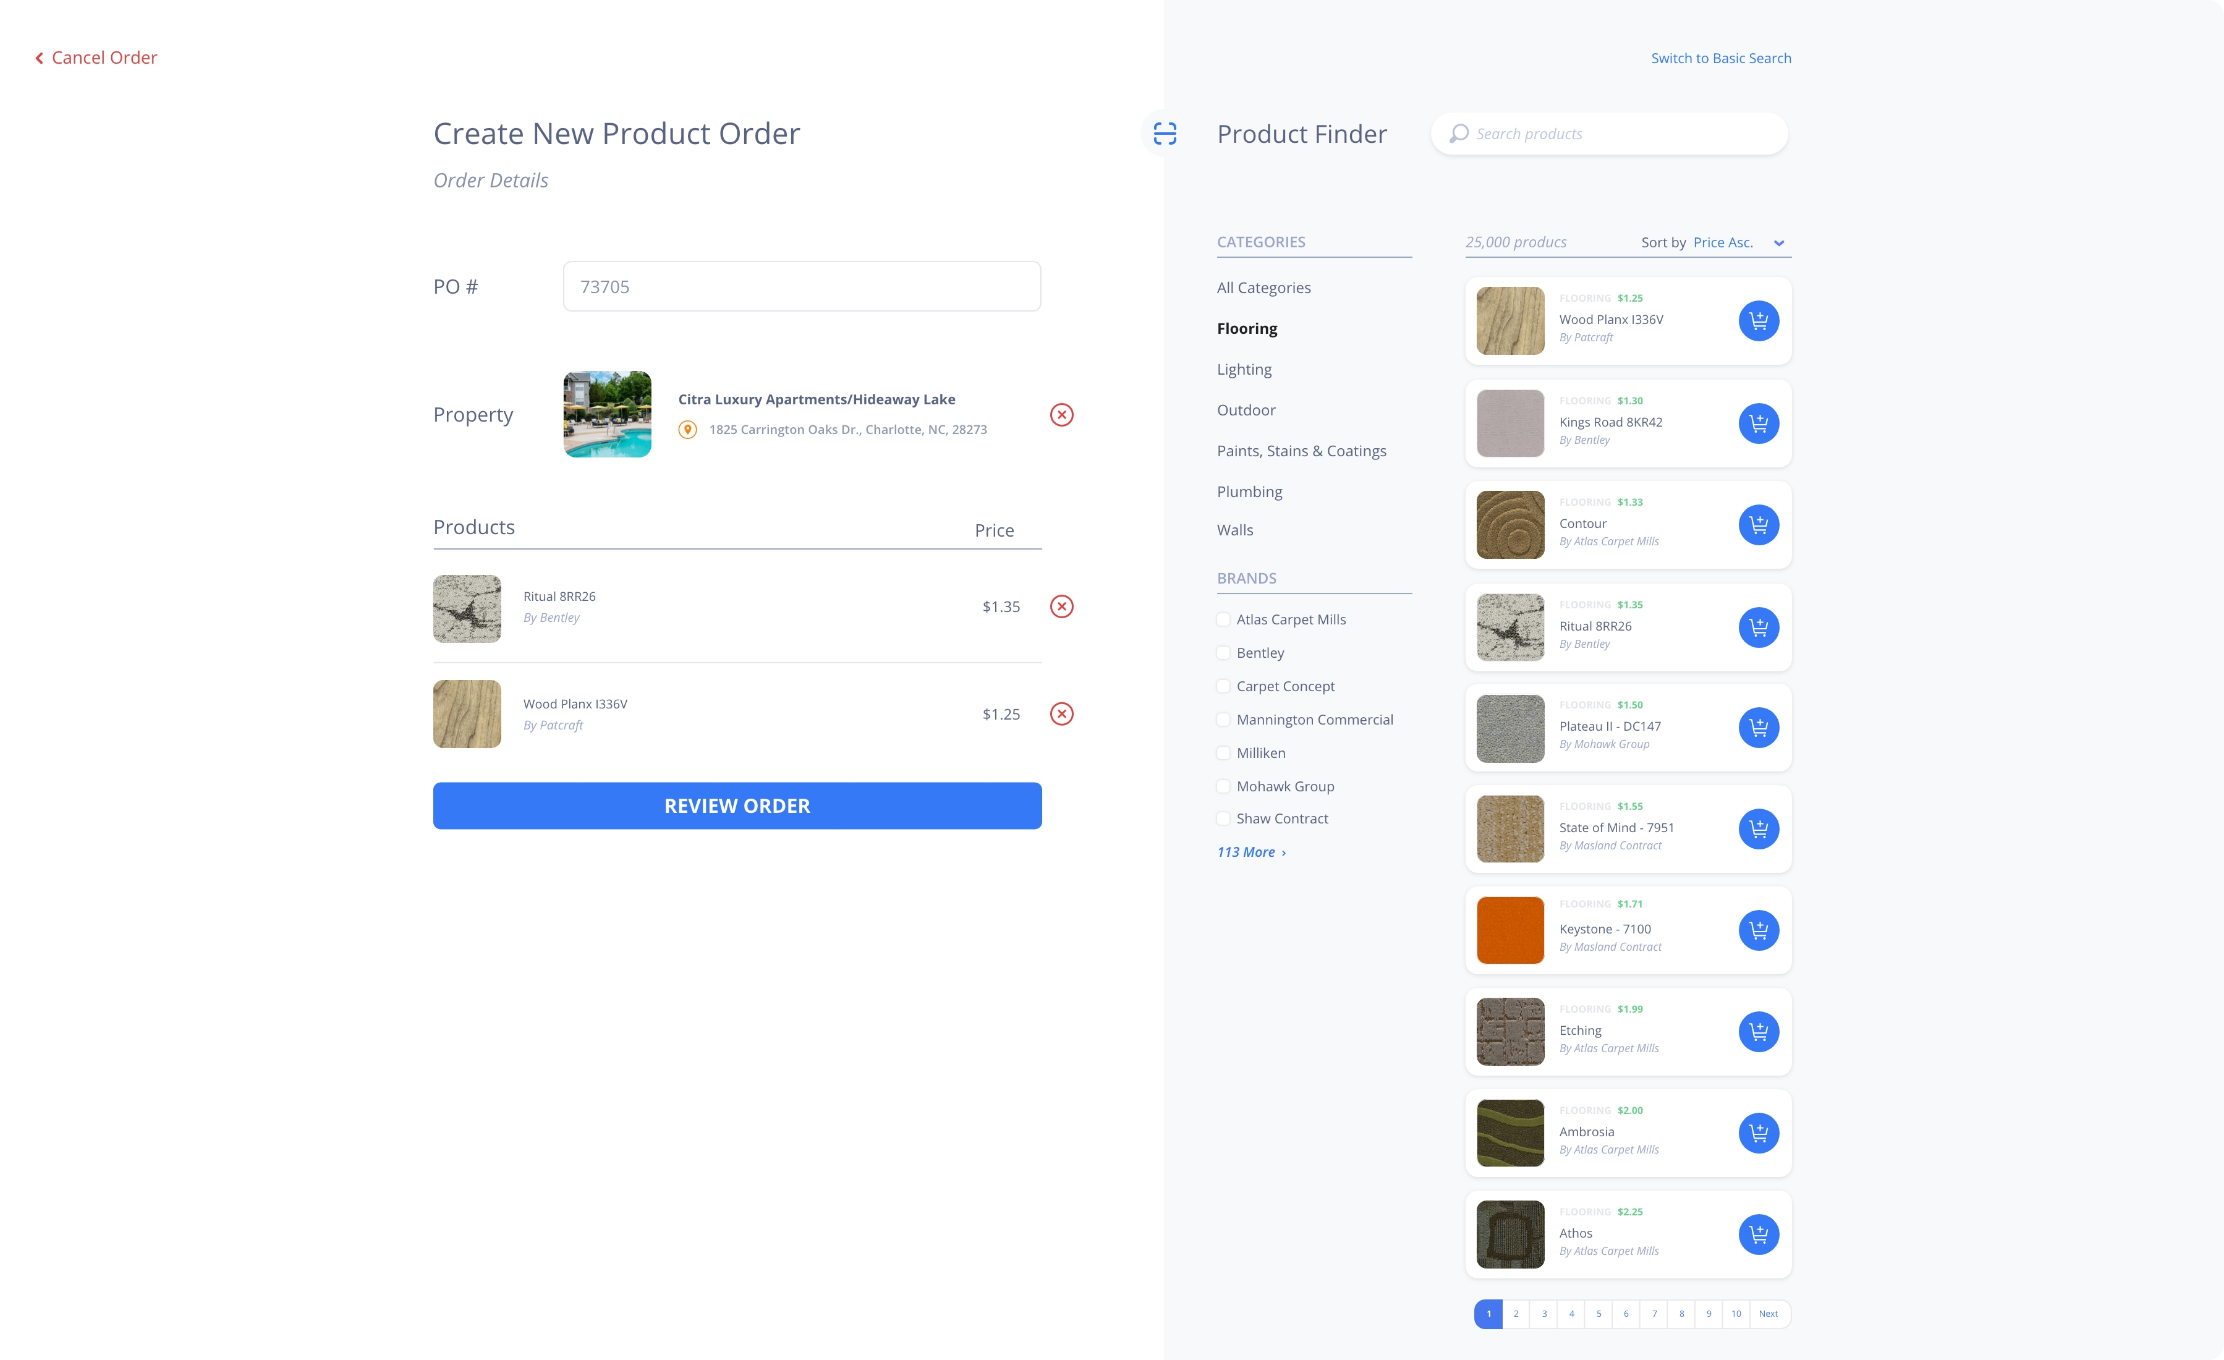 Cancel Order
Create New Product Order
Order Details
PO #
73705
Property
Citra Luxury Apartments/Hideaway Lake
1825 Carrington Oaks Dr., Charlotte, NC, 28273
Products
Price
Ritual 8RR26
By Bentley
$1.35
Wood Planx I336V
By Patcraft
$1.25
REVIEW ORDER
Switch to Basic Search
Product Finder
Search products
CATEGORIES
All Categories
Flooring
Lighting
Outdoor
Paints, Stains & Coatings
Plumbing
Walls
BRANDS
Atlas Carpet Mills
Bentley
Carpet Concept
Mannington Commercial
Milliken
Mohawk Group
Shaw Contract
113 More ›
25,000 producs
Sort by Price Asc.
FLOORING $1.25
Wood Planx I336V
By Patcraft
FLOORING $1.30
Kings Road 8KR42
By Bentley
FLOORING $1.33
Contour
By Atlas Carpet Mills
FLOORING $1.35
Ritual 8RR26
By Bentley
FLOORING $1.50
Plateau II - DC147
By Mohawk Group
FLOORING $1.55
State of Mind - 7951
By Masland Contract
FLOORING $1.71
Keystone - 7100
By Masland Contract
FLOORING $1.99
Etching
By Atlas Carpet Mills
FLOORING $2.00
Ambrosia
By Atlas Carpet Mills
FLOORING $2.25
Athos
By Atlas Carpet Mills
1 2 3 4 5 6 7 8 9 10 Next